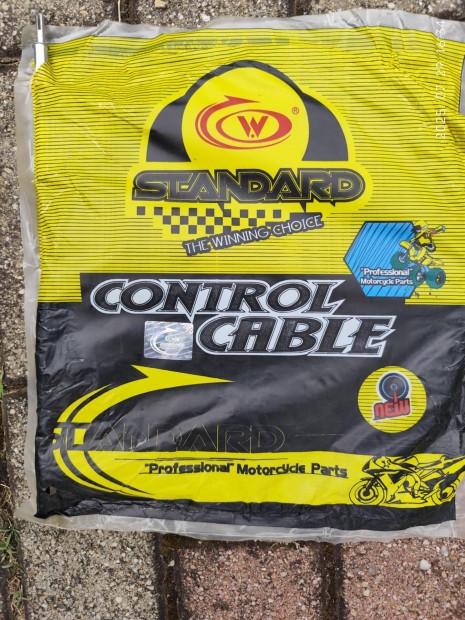 W
®
STANDARD
THE WINNING CHOICE
"Professional"
Motorcycle Parts
CONTROL
CABLE
NEW
STANDARD
"Professional" Motorcycle Parts